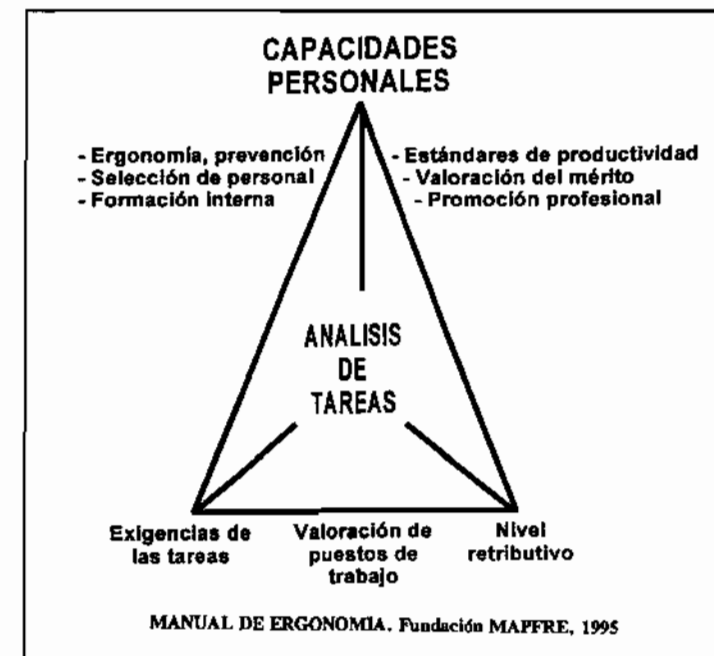 CAPACIDADES
PERSONALES
- Ergonomía, prevención
- Selección de personal
- Formación interna
- Estándares de productividad
- Valoración del mérito
- Promoción profesional
ANALISIS
DE
TAREAS
Exigencias de
las tareas
Valoración de
puestos de
trabajo
Nivel
retributivo
MANUAL DE ERGONOMIA. Fundación MAPFRE, 1995